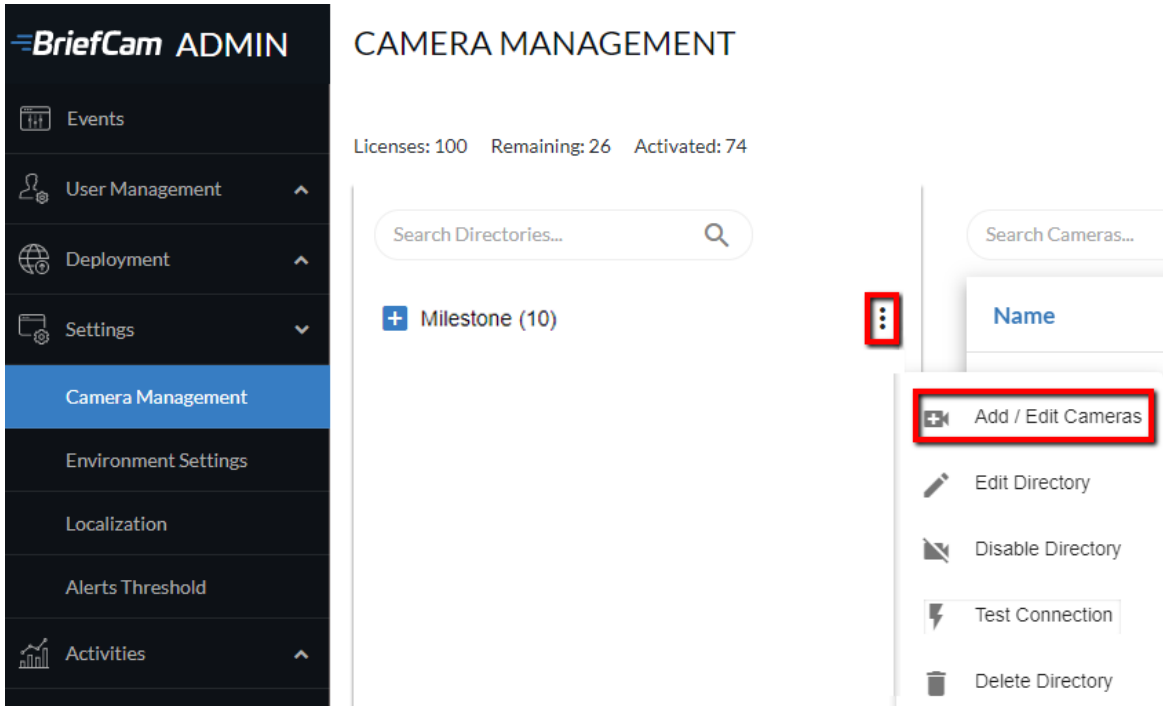 BriefCam ADMIN
Events
User Management
Deployment
Settings
Camera Management
Environment Settings
Localization
Alerts Threshold
Activities
CAMERA MANAGEMENT
Licenses: 100 Remaining: 26 Activated: 74
Search Directories...
Milestone (10)
Search Cameras...
Name
Add / Edit Cameras
Edit Directory
Disable Directory
Test Connection
Delete Directory